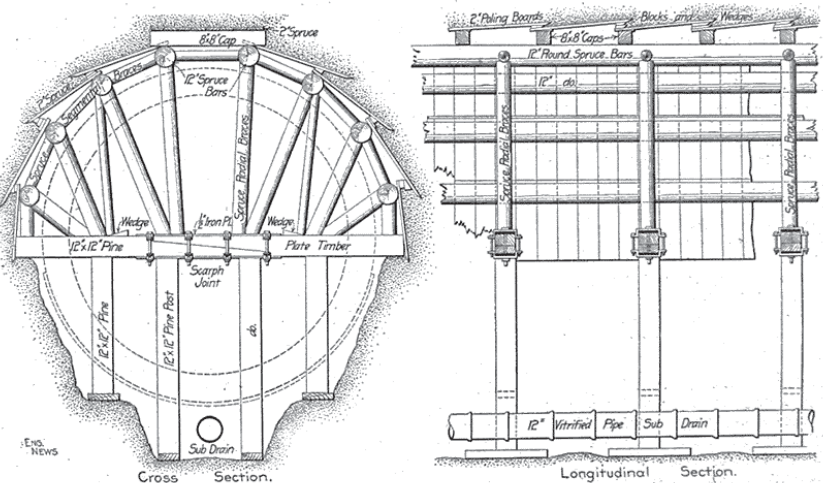 2" Spruce
8"x8" Cap
2" Spruce
Spruce Segment Braces
12" Spruce
Bars
Spruce Radial Braces
Wedge
½" Iron Pl.
Wedge
12"x12" Pine
Plate Timber
Scarph
Joint
12"x12" Pine
12"x12" Pine Post
do.
Sub Drain
ENG.
NEWS
Cross Section.
2" Poling Boards
Blocks and Wedges
8"x8" Caps
12" Round Spruce Bars
12" do.
Spruce Radial Braces
Spruce Radial Braces
12" Vitrified Pipe Sub Drain
Longitudinal Section.